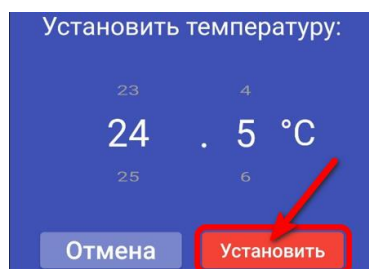 Установить температуру:
23 4
24 . 5 °C
25 6
Отмена Установить